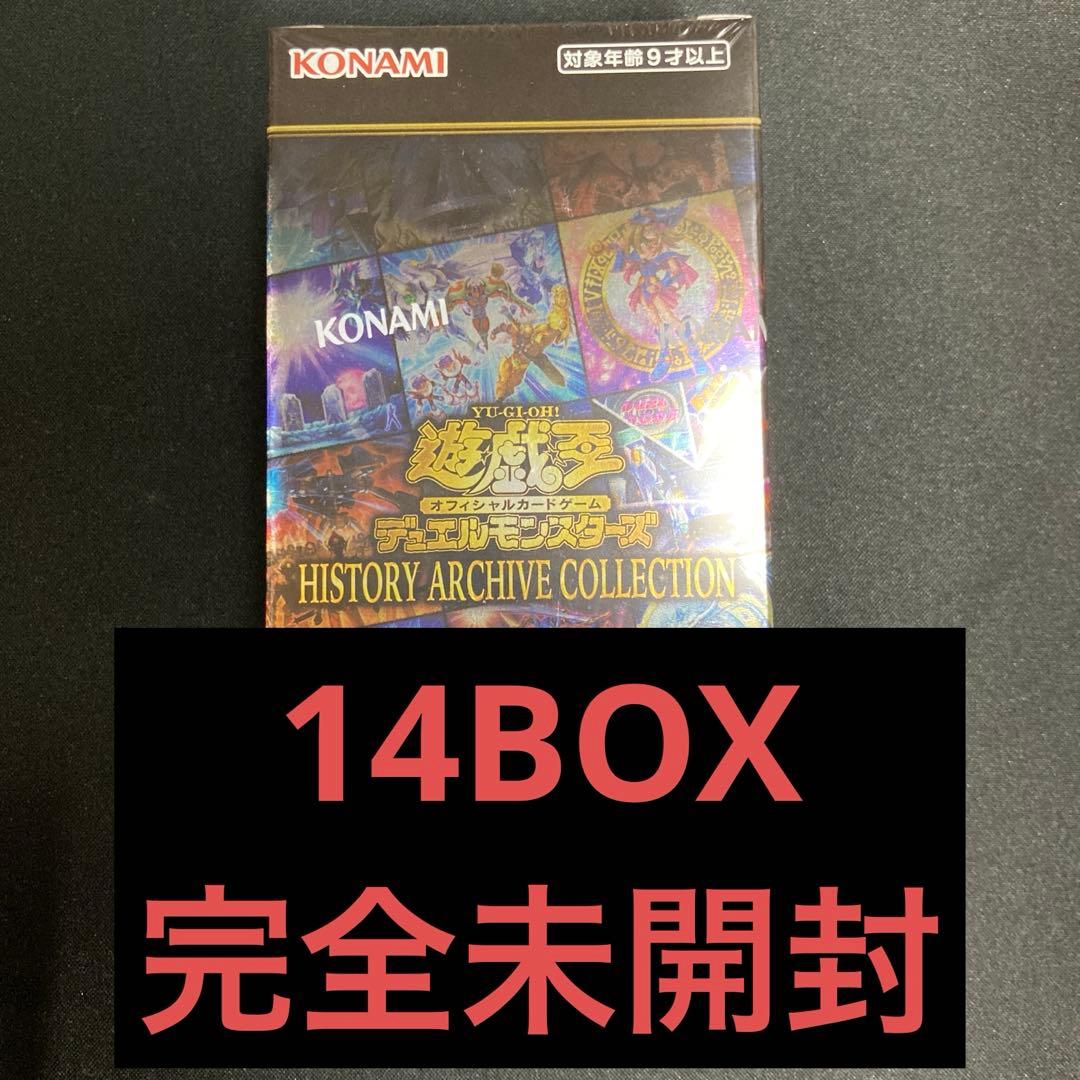 KONAMI
対象年齢9才以上
KONAMI
YU-GI-OH!
遊戯王
オフィシャルカードゲーム
デュエルモンスターズ
HISTORY ARCHIVE COLLECTION
14BOX
完全未開封